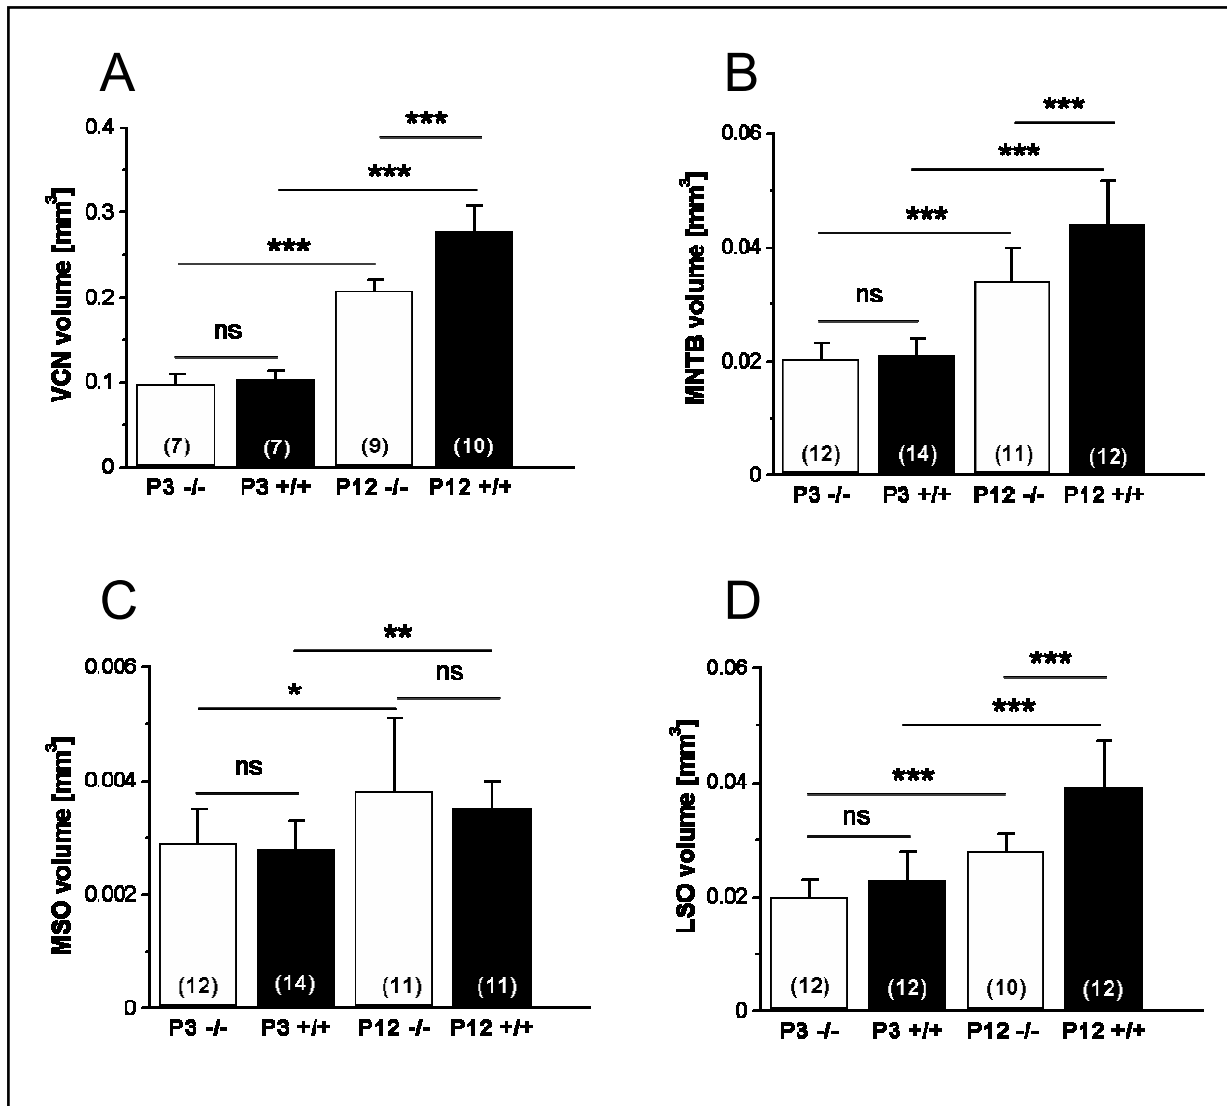 A
B
***
***
0.4
0.06
***
***
0.3
***
***
0.04
0.2
ns
ns
0.02
0.1
(7)
(7)
(9)
(10)
(12)
(14)
(11)
(12)
0
0
P3 -/-
P3 +/+
P12 -/-
P12 +/+
P3 -/-
P3 +/+
P12 -/-
P12 +/+
VCN volume [mm³]
MNTB volume [mm³]
C
D
**
***
0.006
0.06
ns
*
***
0.004
ns
0.04
***
ns
0.002
0.02
(12)
(14)
(11)
(11)
(12)
(12)
(10)
(12)
0
0
P3 -/-
P3 +/+
P12 -/-
P12 +/+
P3 -/-
P3 +/+
P12 -/-
P12 +/+
MSO volume [mm³]
LSO volume [mm³]